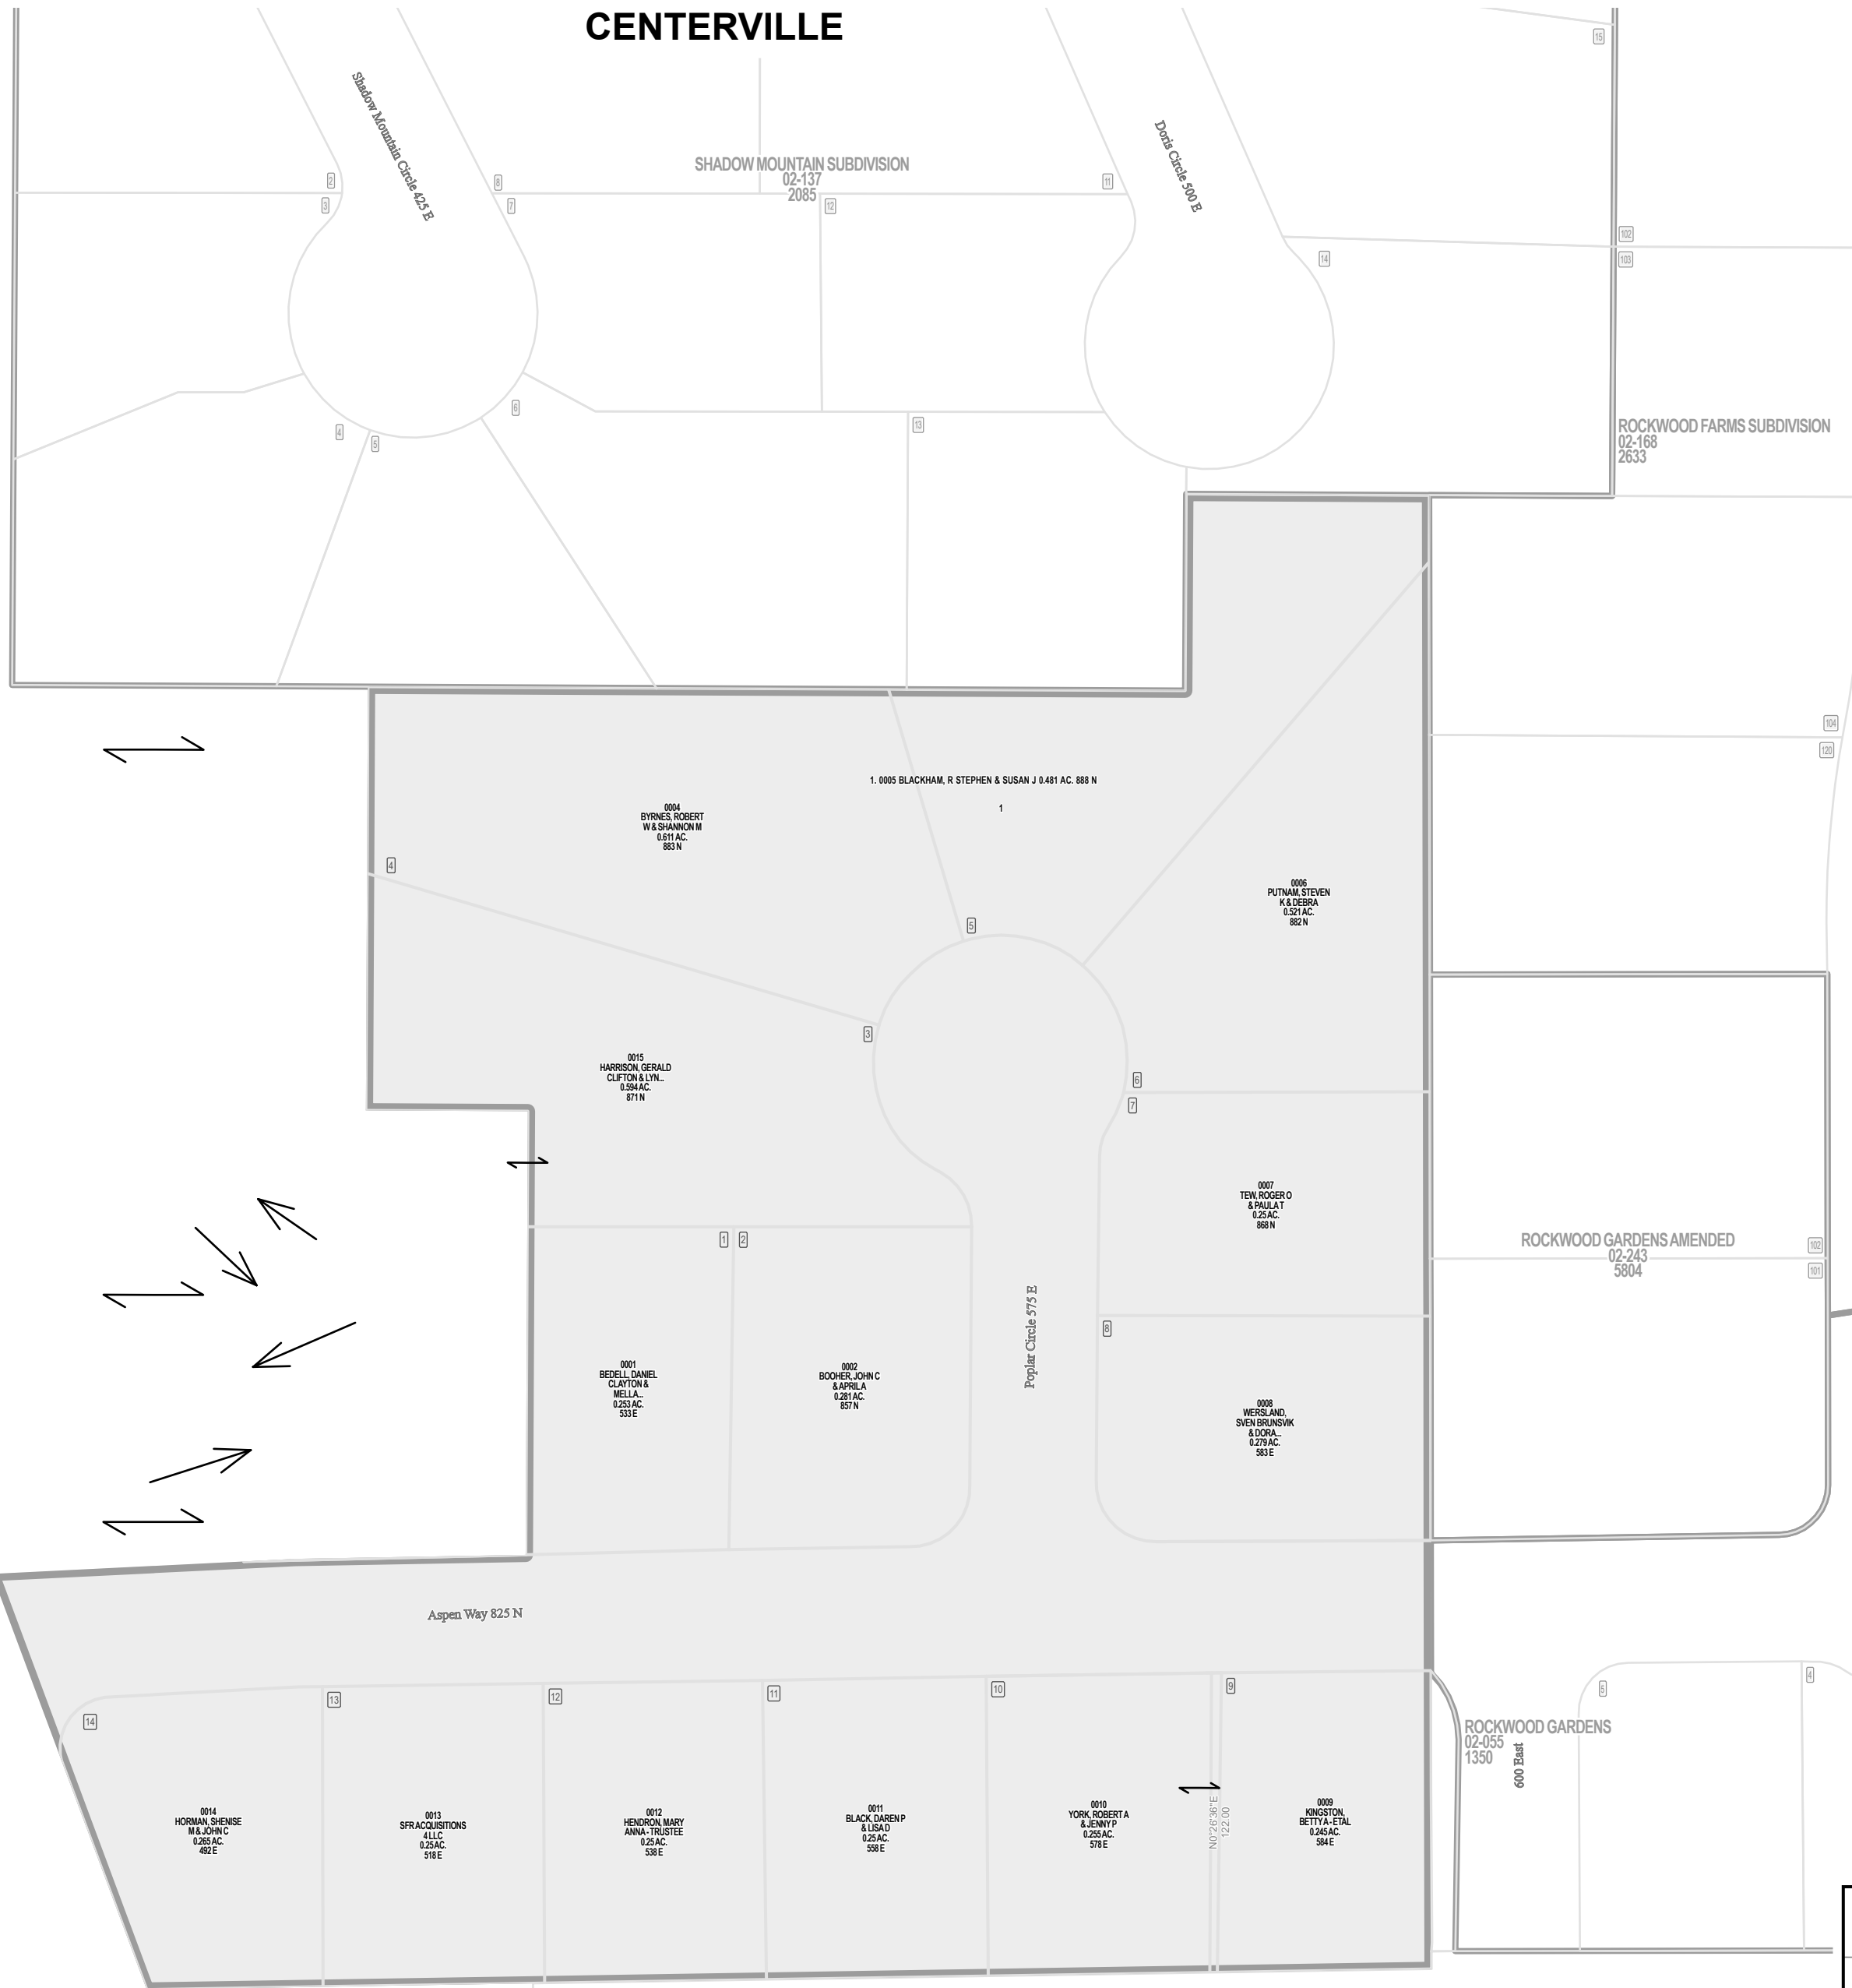 CENTERVILLE
15
Shadow Mountain Circle 425 E
Doris Circle 500 E
SHADOW MOUNTAIN SUBDIVISION
02-137
2085
2
3
8
7
12
11
14
102
103
6
4
5
13
ROCKWOOD FARMS SUBDIVISION
02-168
2633
104
120
1. 0005 BLACKHAM, R STEPHEN & SUSAN J 0.481 AC. 888 N
1
0004
BYRNES, ROBERT
W & SHANNON M
0.611 AC.
883 N
4
5
0006
PUTNAM, STEVEN
K & DEBRA
0.521 AC.
882 N
3
0015
HARRISON, GERALD
CLIFTON & LYN...
0.594 AC.
871 N
6
7
0007
TEW, ROGER O
& PAULA T
0.25 AC.
868 N
1
2
ROCKWOOD GARDENS AMENDED
02-243
5804
102
101
Poplar Circle 575 E
8
0001
BEDELL, DANIEL
CLAYTON &
MELLA...
0.253 AC.
533 E
0002
BOOHER, JOHN C
& APRIL A
0.281 AC.
857 N
0008
WERSLAND,
SVEN BRUNSVIK
& DORA...
0.279 AC.
583 E
Aspen Way 825 N
14
13
12
11
10
9
5
4
ROCKWOOD GARDENS
02-055
1350
600 East
0014
HORMAN, SHENISE
M & JOHN C
0.265 AC.
492 E
0013
SFR ACQUISITIONS
4 LLC
0.25 AC.
518 E
0012
HENDRON, MARY
ANNA - TRUSTEE
0.25 AC.
538 E
0011
BLACK, DAREN P
& LISA D
0.25 AC.
558 E
0010
YORK, ROBERT A
& JENNY P
0.255 AC.
578 E
N0°26'36"E
122.00
0009
KINGSTON,
BETTY A - ETAL
0.245 AC.
584 E